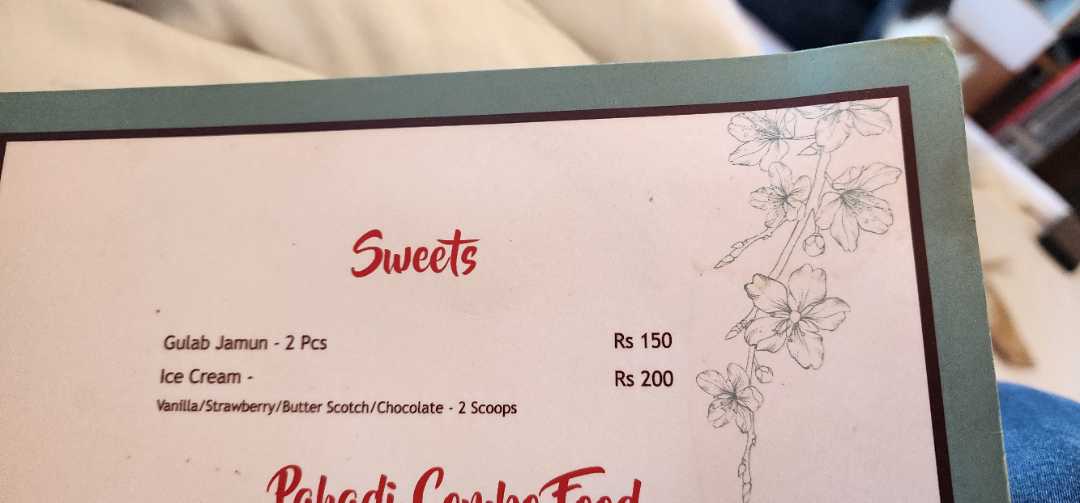 Sweets
Gulab Jamun - 2 Pcs Rs 150
Ice Cream - Rs 200
Vanilla/Strawberry/Butter Scotch/Chocolate - 2 Scoops
Pahadi Combo Food